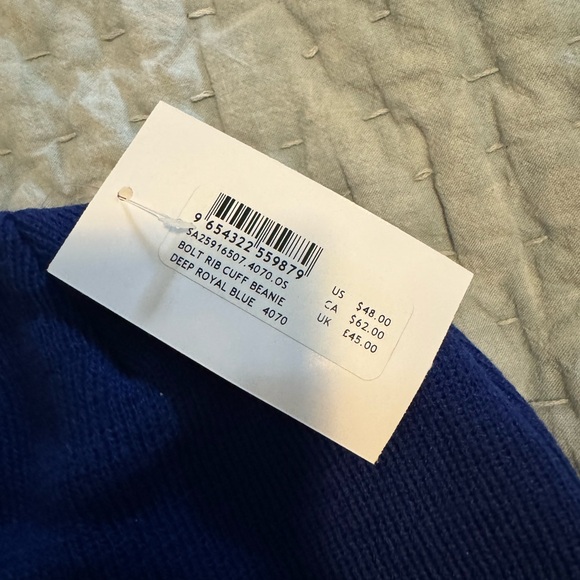 9 654322 559879
SA25916507.4070.OS
BOLT RIB CUFF BEANIE
DEEP ROYAL BLUE 4070
US $48.00
CA $62.00
UK £45.00